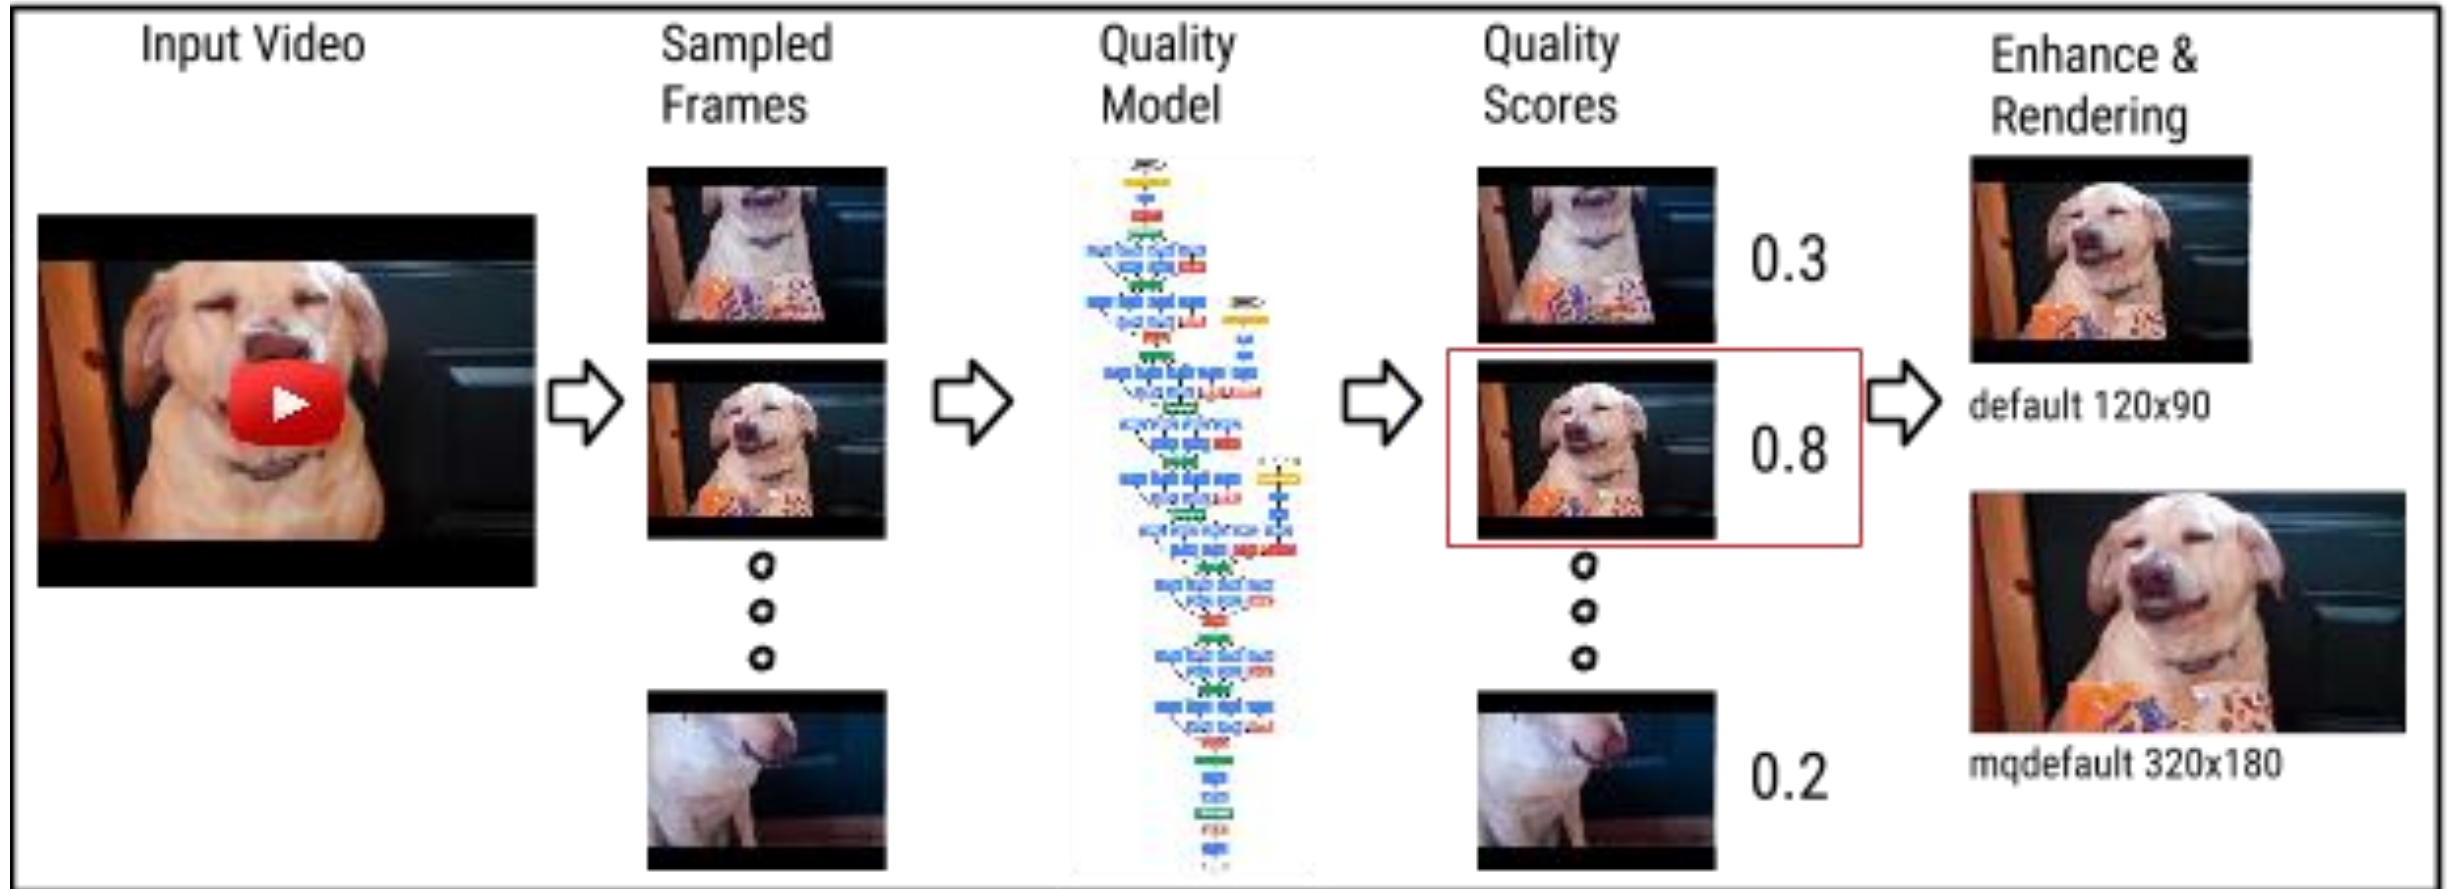 Input Video
Sampled
Frames
Quality
Model
Quality
Scores
Enhance &
Rendering
0.3
0.8
0.2
default 120x90
mqdefault 320x180